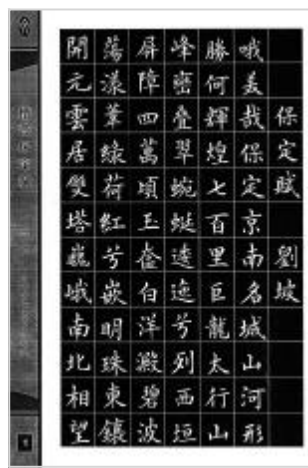 保定賦 劉坡
哦美哉保定京南名城山河形
勝何輝煌七百里巨龍太行山
峰巒叠翠蜿蜒逶迤兮列西垣
屏障四萬頃玉奩白洋澱碧波
蕩漾葦綠荷紅兮嵌明珠東鑲
開元雲居雙塔巍峨南北相望